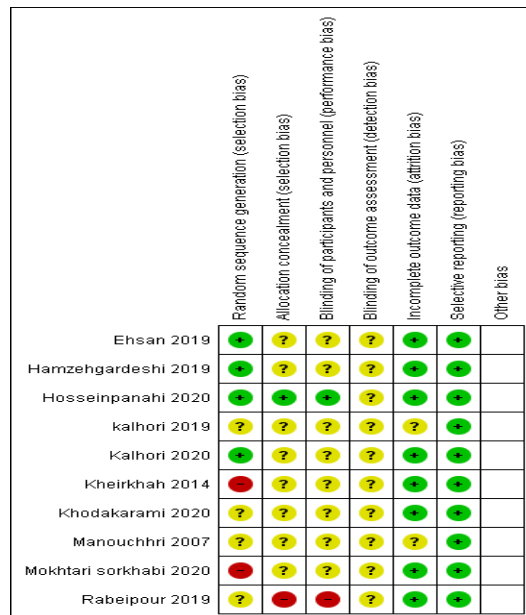 Random sequence generation (selection bias)
Allocation concealment (selection bias)
Blinding of participants and personnel (performance bias)
Blinding of outcome assessment (detection bias)
Incomplete outcome data (attrition bias)
Selective reporting (reporting bias)
Other bias
Ehsan 2019 + ? ? ? + +
Hamzehgardeshi 2019 + ? ? ? + +
Hosseinpanahi 2020 + + + ? + +
kalhori 2019 ? ? ? ? ? +
Kalhori 2020 + ? ? ? + +
Kheirkhah 2014 - ? ? ? + +
Khodakarami 2020 ? ? ? ? + +
Manouchhri 2007 ? ? ? ? ? +
Mokhtari sorkhabi 2020 - ? ? ? + +
Rabeipour 2019 ? - - ? + +